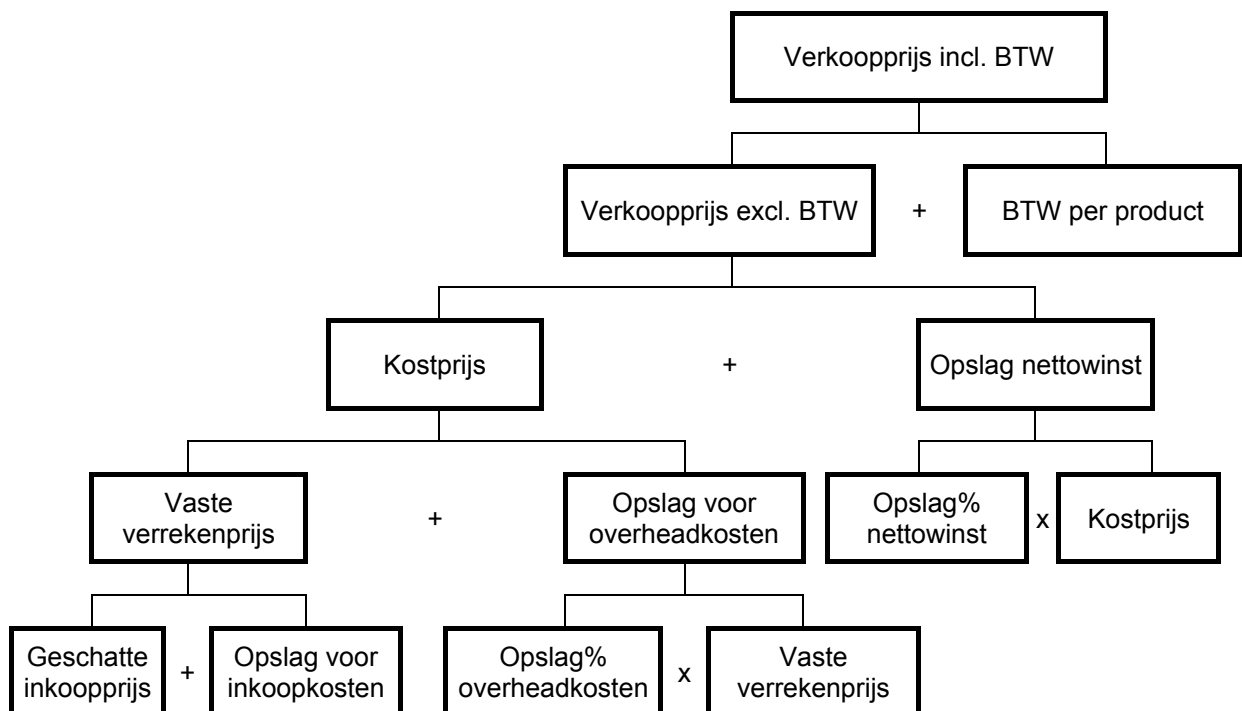 Verkoopprijs incl. BTW
Verkoopprijs excl. BTW + BTW per product
Kostprijs + Opslag nettowinst
Vaste
verrekenprijs
+
Opslag voor
overheadkosten
Opslag%
nettowinst
x
Kostprijs
Geschatte
inkoopprijs
+
Opslag voor
inkoopkosten
Opslag%
overheadkosten
x
Vaste
verrekenprijs